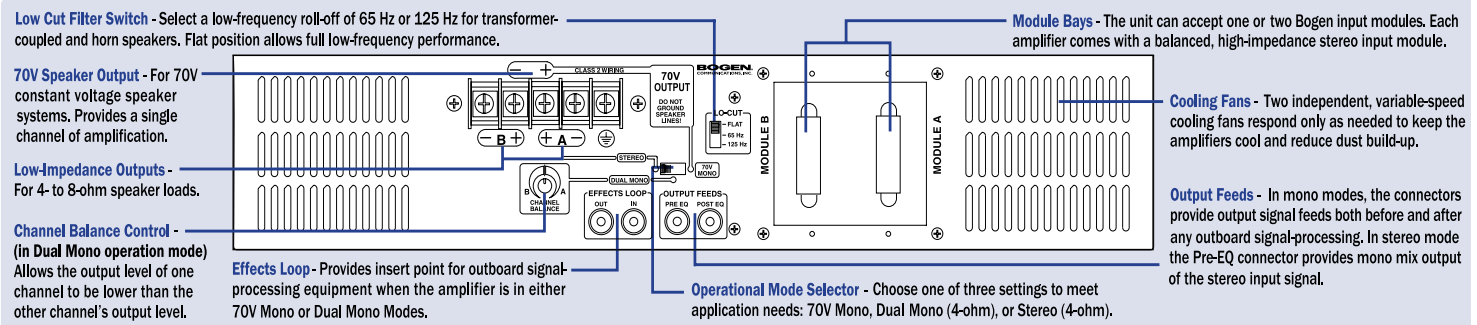 Low Cut Filter Switch - Select a low-frequency roll-off of 65 Hz or 125 Hz for transformer-
coupled and horn speakers. Flat position allows full low-frequency performance.
Module Bays - The unit can accept one or two Bogen input modules. Each
amplifier comes with a balanced, high-impedance stereo input module.
70V Speaker Output - For 70V
constant voltage speaker
systems. Provides a single
channel of amplification.
Low-Impedance Outputs -
For 4- to 8-ohm speaker loads.
Channel Balance Control -
(in Dual Mono operation mode)
Allows the output level of one
channel to be lower than the
other channel's output level.
- +
CLASS 2 WIRING
70V
OUTPUT
DO NOT
GROUND
SPEAKER
LINES!
BOGEN
COMMUNICATIONS, INC.
LO-CUT
FLAT
65 Hz
125 Hz
- B +
+ A -
STEREO
DUAL MONO
70V
MONO
B A
CHANNEL
BALANCE
EFFECTS LOOP
OUT IN
OUTPUT FEEDS
PRE EQ POST EQ
MODULE B
MODULE A
Cooling Fans - Two independent, variable-speed
cooling fans respond only as needed to keep the
amplifiers cool and reduce dust build-up.
Output Feeds - In mono modes, the connectors
provide output signal feeds both before and after
any outboard signal-processing. In stereo mode
the Pre-EQ connector provides mono mix output
of the stereo input signal.
Effects Loop - Provides insert point for outboard signal-
processing equipment when the amplifier is in either
70V Mono or Dual Mono Modes.
Operational Mode Selector - Choose one of three settings to meet
application needs: 70V Mono, Dual Mono (4-ohm), or Stereo (4-ohm).